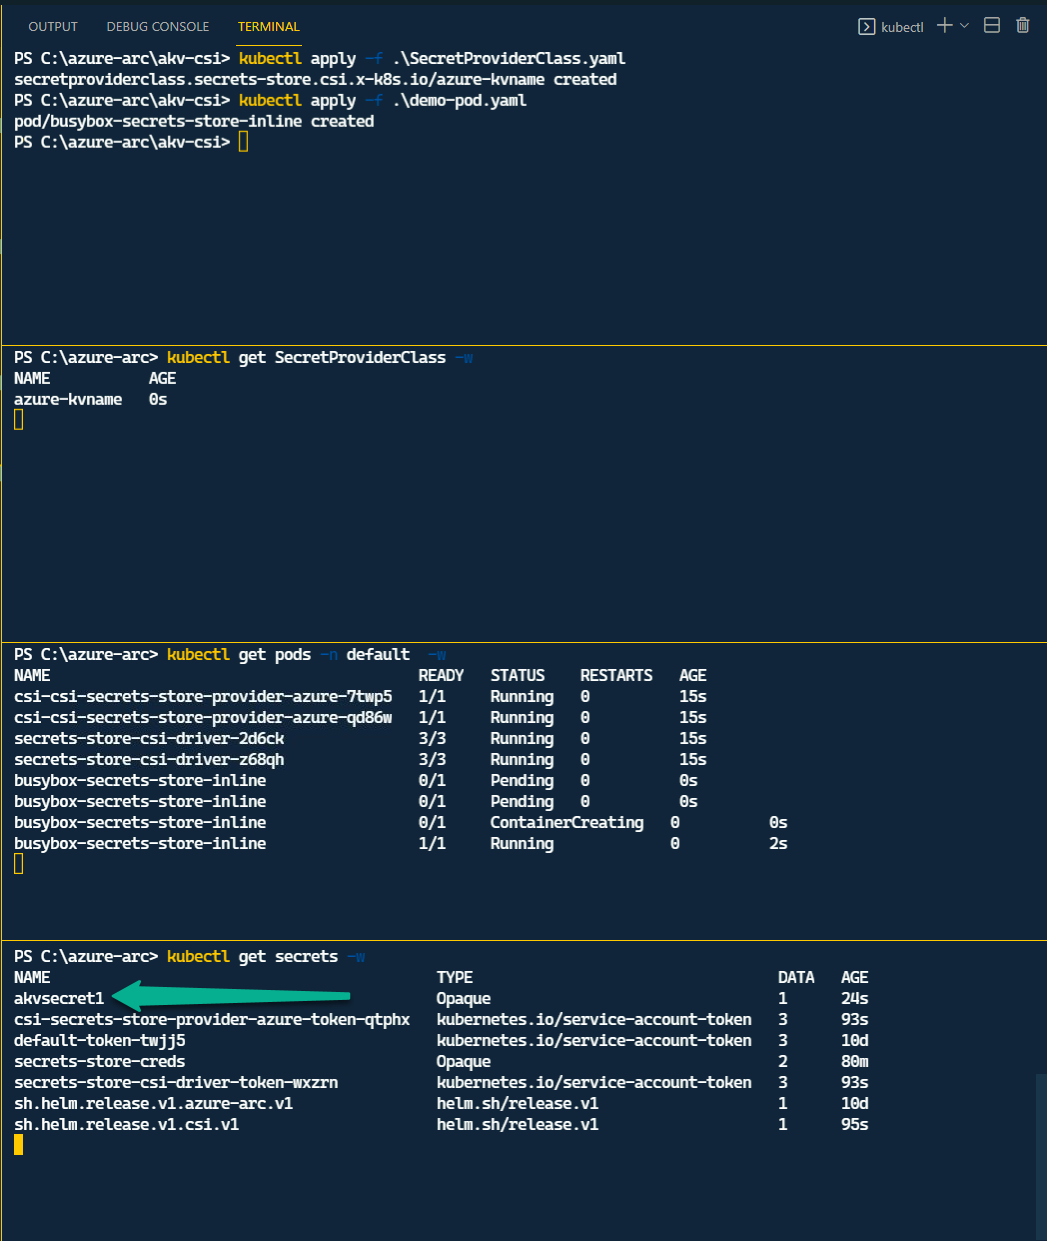 OUTPUT DEBUG CONSOLE TERMINAL kubectl
PS C:\azure-arc\akv-csi> kubectl apply -f .\SecretProviderClass.yaml
secretproviderclass.secrets-store.csi.x-k8s.io/azure-kvname created
PS C:\azure-arc\akv-csi> kubectl apply -f .\demo-pod.yaml
pod/busybox-secrets-store-inline created
PS C:\azure-arc\akv-csi>
PS C:\azure-arc> kubectl get SecretProviderClass -w
NAME AGE
azure-kvname 0s
PS C:\azure-arc> kubectl get pods -n default -w
NAME READY STATUS RESTARTS AGE
csi-csi-secrets-store-provider-azure-7twp5 1/1 Running 0 15s
csi-csi-secrets-store-provider-azure-qd86w 1/1 Running 0 15s
secrets-store-csi-driver-2d6ck 3/3 Running 0 15s
secrets-store-csi-driver-z68qh 3/3 Running 0 15s
busybox-secrets-store-inline 0/1 Pending 0 0s
busybox-secrets-store-inline 0/1 Pending 0 0s
busybox-secrets-store-inline 0/1 ContainerCreating 0 0s
busybox-secrets-store-inline 1/1 Running 0 2s
PS C:\azure-arc> kubectl get secrets -w
NAME TYPE DATA AGE
akvsecret1 Opaque 1 24s
csi-secrets-store-provider-azure-token-qtphx kubernetes.io/service-account-token 3 93s
default-token-twjj5 kubernetes.io/service-account-token 3 10d
secrets-store-creds Opaque 2 80m
secrets-store-csi-driver-token-wxzrn kubernetes.io/service-account-token 3 93s
sh.helm.release.v1.azure-arc.v1 helm.sh/release.v1 1 10d
sh.helm.release.v1.csi.v1 helm.sh/release.v1 1 95s